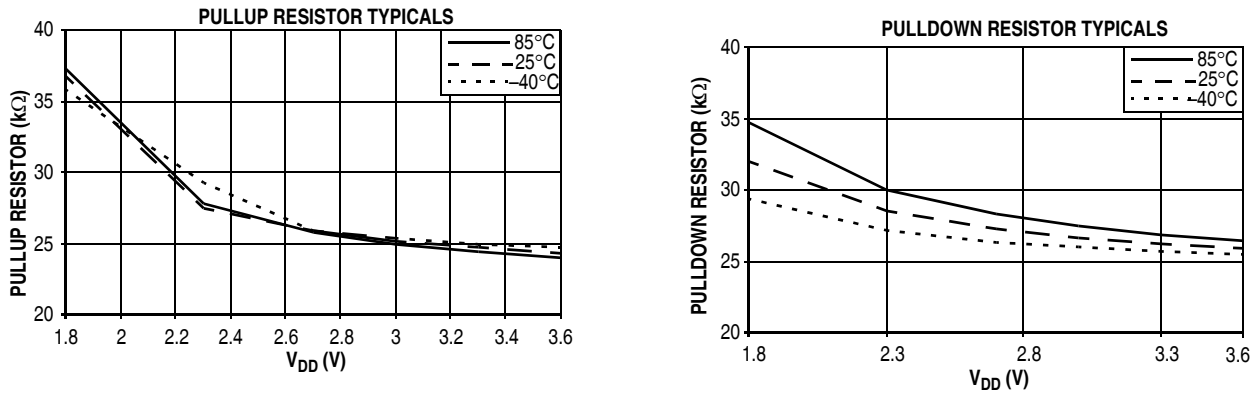 PULLUP RESISTOR TYPICALS
85°C
25°C
–40°C
PULLUP RESISTOR (kΩ)
40
35
30
25
20
1.8 2 2.2 2.4 2.6 2.8 3 3.2 3.4 3.6
VDD (V)
PULLDOWN RESISTOR TYPICALS
85°C
25°C
–40°C
PULLDOWN RESISTOR (kΩ)
40
35
30
25
20
1.8 2.3 2.8 3.3 3.6
VDD (V)